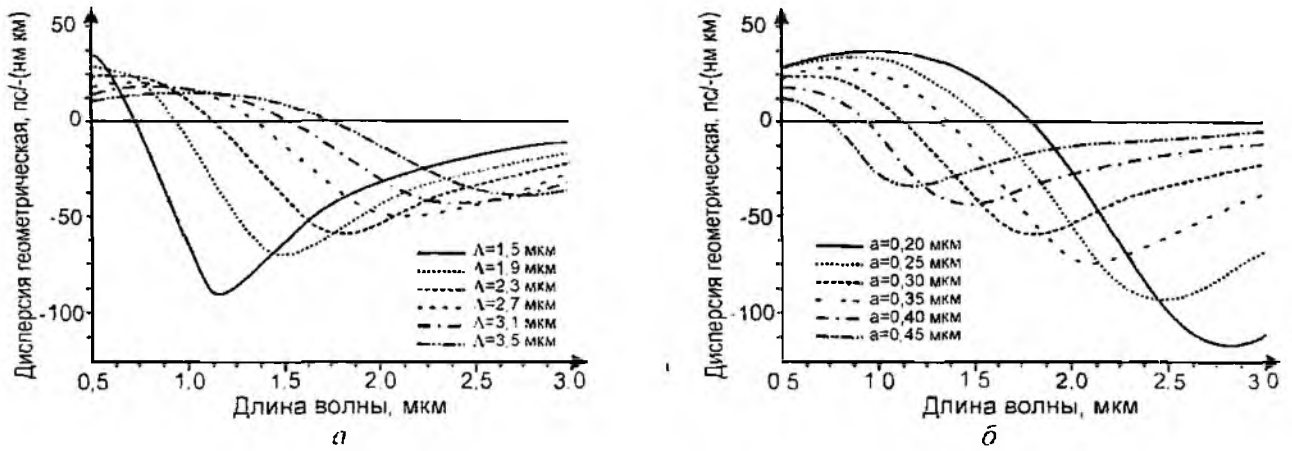 Дисперсия геометрическая, пс/-(нм км)
50
0
-50
-100
0,5
1.0
1.5
2.0
2.5
3.0
Λ=1,5 мкм
Λ=1,9 мкм
Λ=2,3 мкм
Λ=2,7 мкм
Λ=3,1 мкм
Λ=3,5 мкм
Длина волны, мкм
а
Дисперсия геометрическая, пс/-(нм км)
50
0
-50
-100
0 5
1.0
1.5
2.0
2.5
3 0
a=0,20 мкм
a=0,25 мкм
a=0,30 мкм
a=0,35 мкм
a=0,40 мкм
a=0,45 мкм
Длина волны, мкм
б